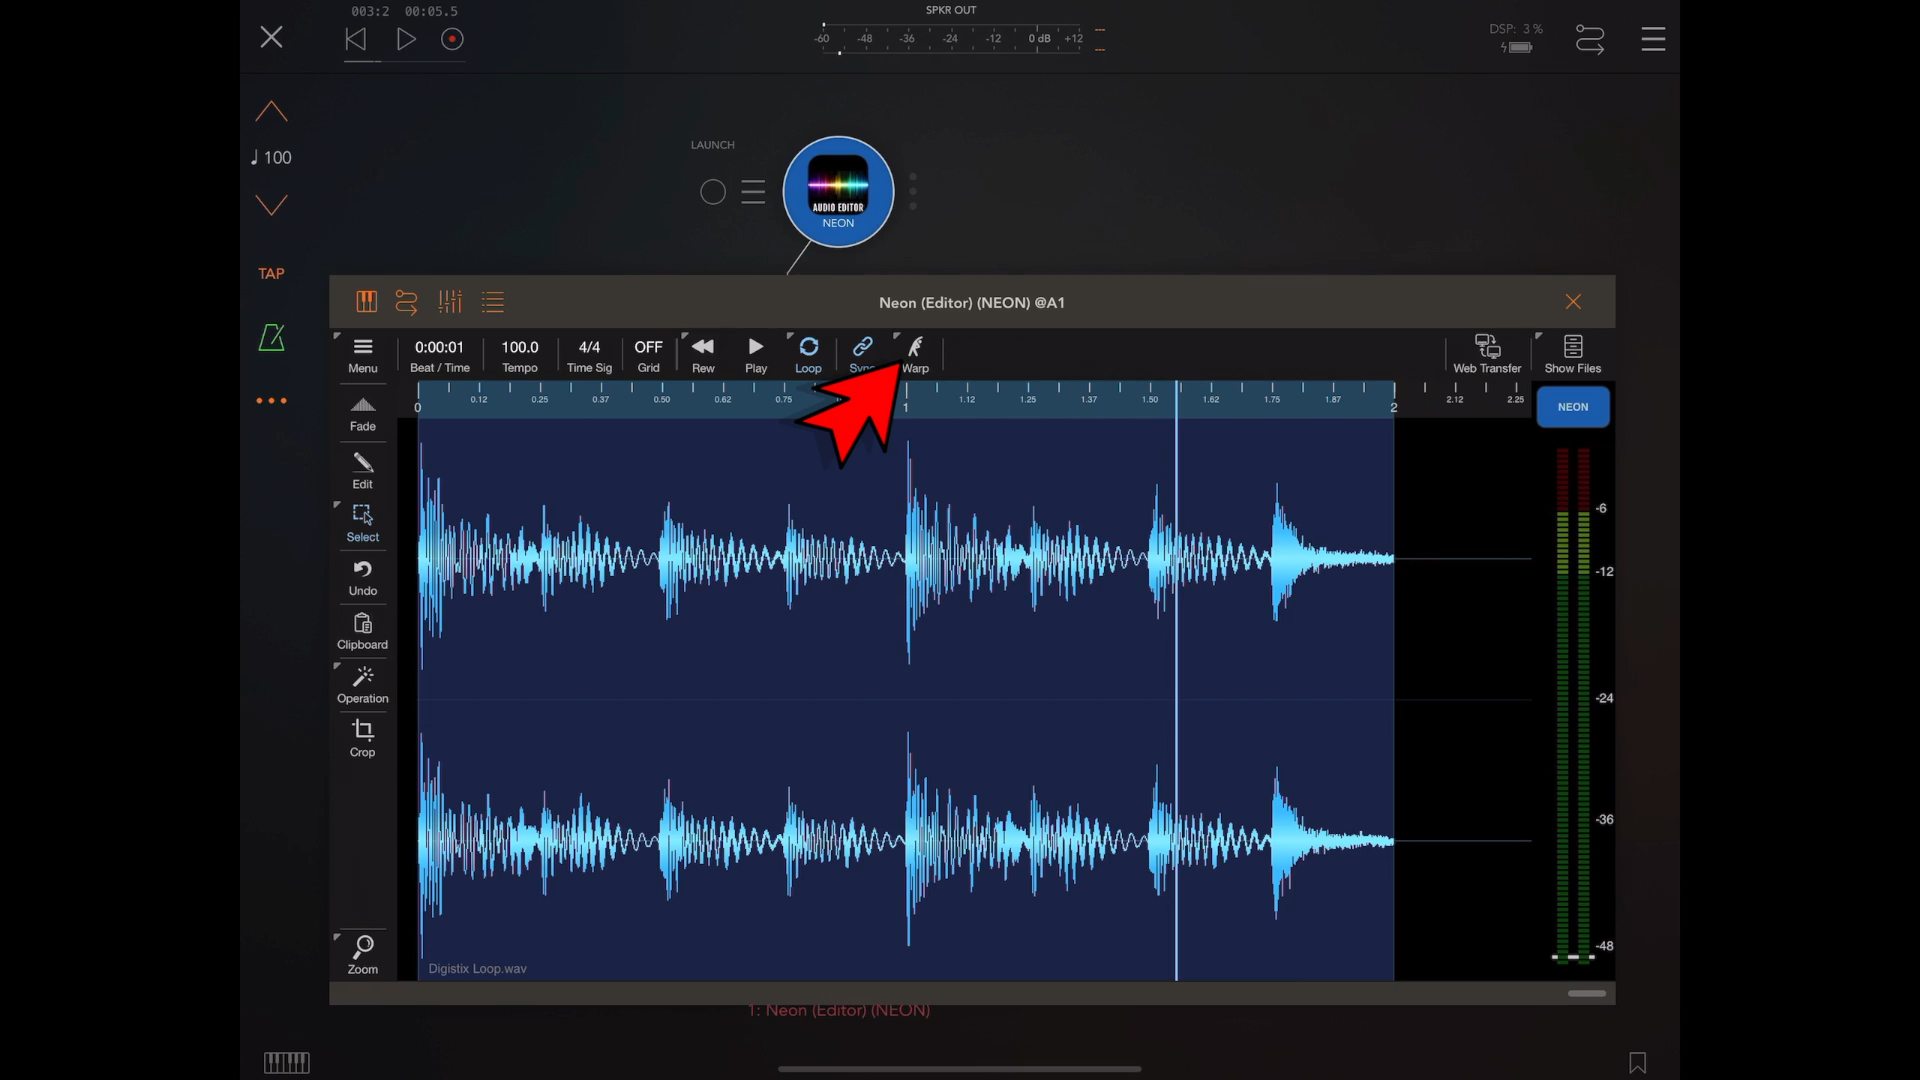 003:2 00:05.5
SPKR OUT
-60 -48 -36 -24 -12 0 dB +12
DSP: 3 %
100
LAUNCH
AUDIO EDITOR
NEON
TAP
Neon (Editor) (NEON) @A1
0:00:01 100.0 4/4 OFF
Menu Beat / Time Tempo Time Sig Grid Rew Play Loop Sync Warp Web Transfer Show Files
0.12 0.25 0.37 0.50 0.62 0.75 1.12 1.25 1.37 1.50 1.62 1.75 1.87 2.12 2.25
0 1 2
NEON
Fade
Edit
Select
Undo
Clipboard
Operation
Crop
Zoom
-6
-12
-24
-36
-48
Digistix Loop.wav
1: Neon (Editor) (NEON)